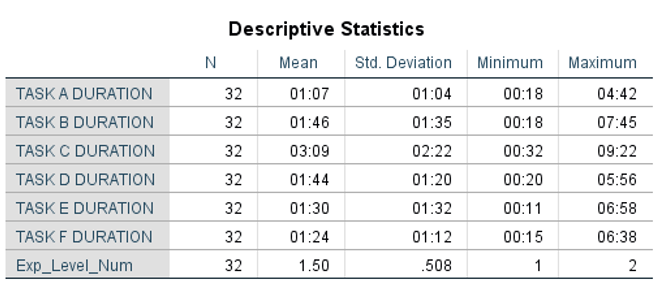 Descriptive Statistics
N Mean Std. Deviation Minimum Maximum
TASK A DURATION 32 01:07 01:04 00:18 04:42
TASK B DURATION 32 01:46 01:35 00:18 07:45
TASK C DURATION 32 03:09 02:22 00:32 09:22
TASK D DURATION 32 01:44 01:20 00:20 05:56
TASK E DURATION 32 01:30 01:32 00:11 06:58
TASK F DURATION 32 01:24 01:12 00:15 06:38
Exp_Level_Num 32 1.50 .508 1 2